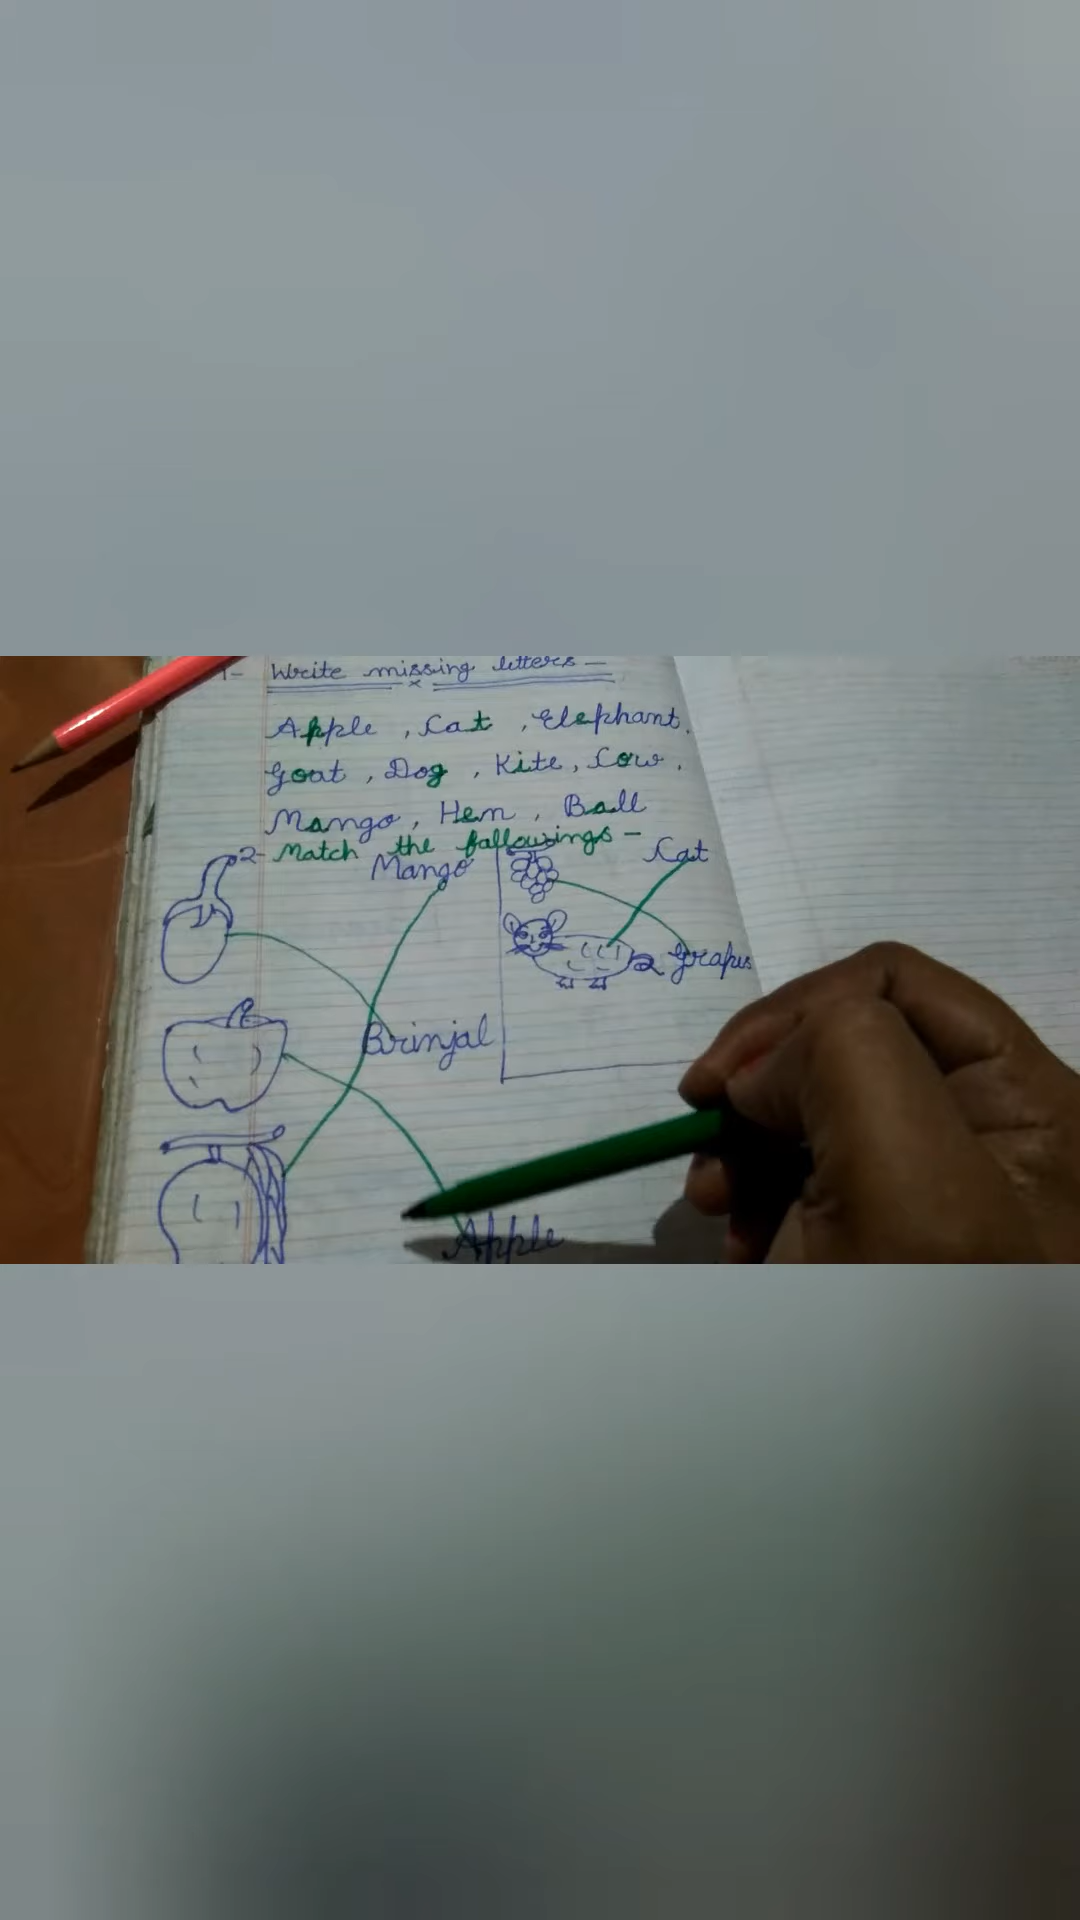 1- Write missing letters -
Apple , Cat , Elephant,
Goat , Dog , Kite, Cow,
Mango, Hen, Ball
2- Match the fallowings -
Mango
Brinjal
Apple
Cat
Grapes